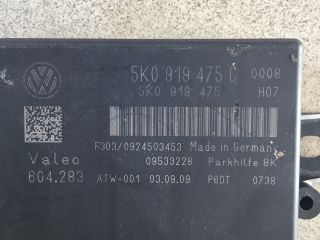 5K0 919 475 C 0008
5K0 919 475 H07
F303/0924503453 Made in Germany
Valeo 09533228 Parkhilfe 8K
604.283 ATW-001 03.09.09 P6DT 0738